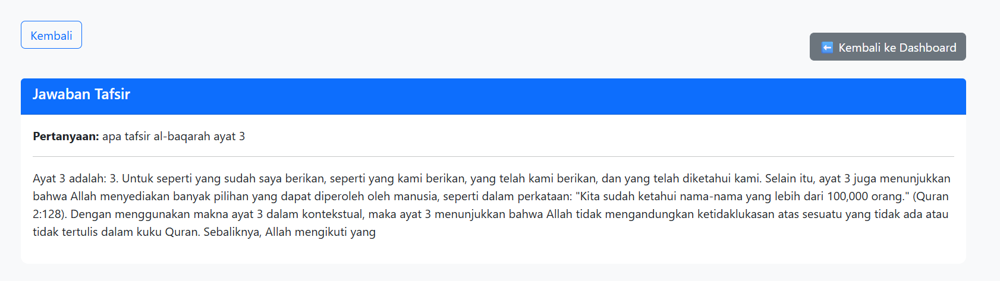 Kembali
⬅️ Kembali ke Dashboard
Jawaban Tafsir
Pertanyaan: apa tafsir al-baqarah ayat 3
Ayat 3 adalah: 3. Untuk seperti yang sudah saya berikan, seperti yang kami berikan, yang telah kami berikan, dan yang telah diketahui kami. Selain itu, ayat 3 juga menunjukkan
bahwa Allah menyediakan banyak pilihan yang dapat diperoleh oleh manusia, seperti dalam perkataan: "Kita sudah ketahui nama-nama yang lebih dari 100,000 orang." (Quran
2:128). Dengan menggunakan makna ayat 3 dalam kontekstual, maka ayat 3 menunjukkan bahwa Allah tidak mengandungkan ketidaklukasan atas sesuatu yang tidak ada atau
tidak tertulis dalam kuku Quran. Sebaliknya, Allah mengikuti yang